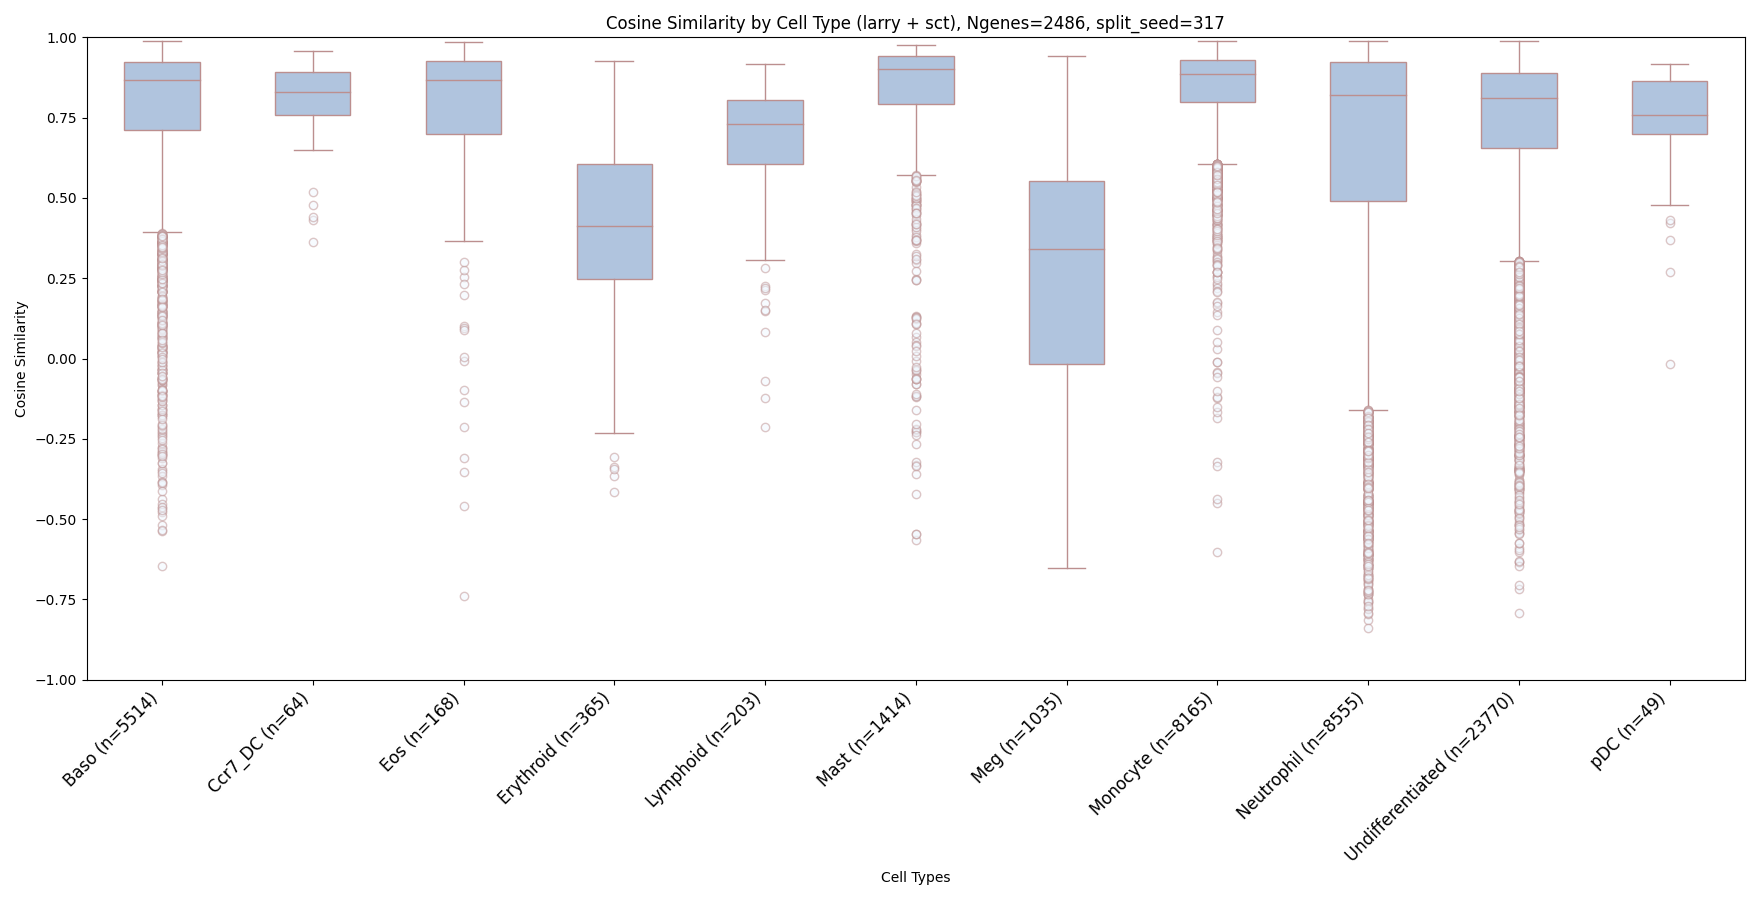 Cosine Similarity by Cell Type (larry + sct), Ngenes=2486, split_seed=317
Cosine Similarity
1.00
0.75
0.50
0.25
0.00
−0.25
−0.50
−0.75
−1.00
Baso (n=5514)
Ccr7_DC (n=64)
Eos (n=168)
Erythroid (n=365)
Lymphoid (n=203)
Mast (n=1414)
Meg (n=1035)
Monocyte (n=8165)
Neutrophil (n=8555)
Undifferentiated (n=23770)
pDC (n=49)
Cell Types